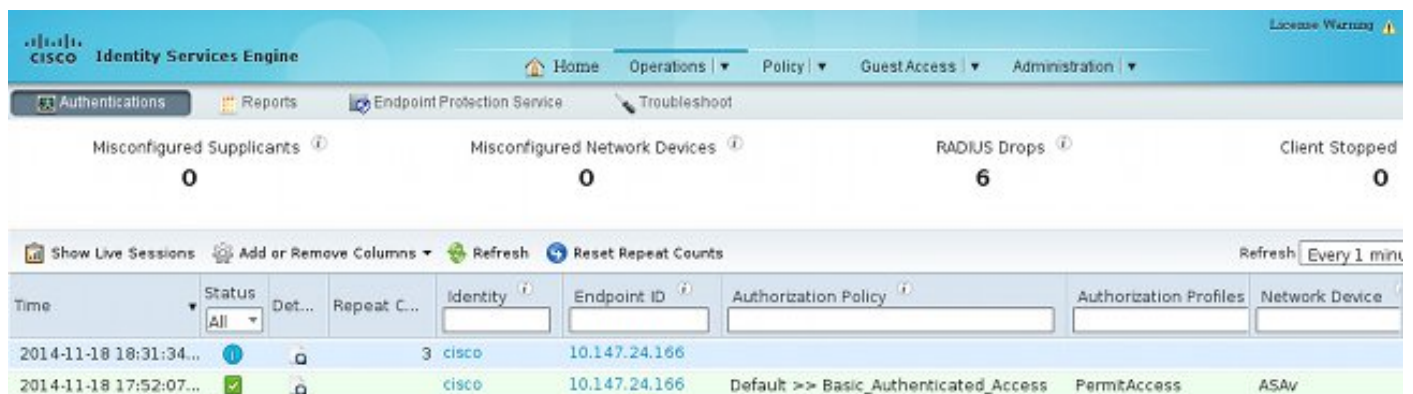 License Warning
CISCO Identity Services Engine
Home Operations Policy Guest Access Administration
Authentications Reports Endpoint Protection Service Troubleshoot
Misconfigured Supplicants Misconfigured Network Devices RADIUS Drops Client Stopped
0 0 6 0
Show Live Sessions Add or Remove Columns Refresh Reset Repeat Counts Refresh Every 1 minu
Time Status Det... Repeat C... Identity Endpoint ID Authorization Policy Authorization Profiles Network Device
All
2014-11-18 18:31:34... 3 cisco 10.147.24.166
2014-11-18 17:52:07... cisco 10.147.24.166 Default >> Basic_Authenticated_Access PermitAccess ASAv